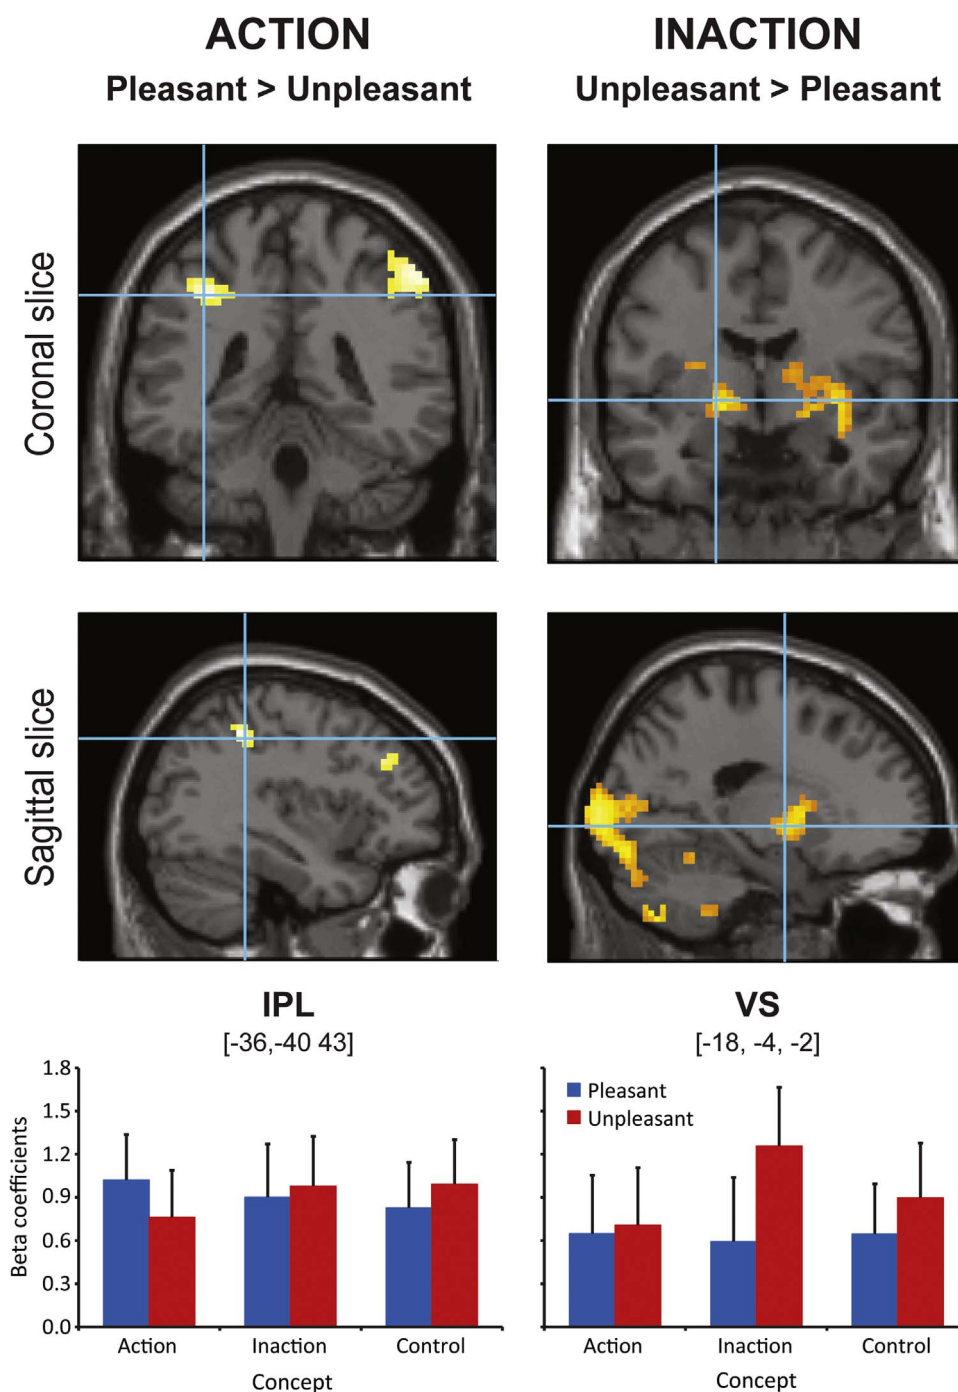 ACTION
Pleasant > Unpleasant
INACTION
Unpleasant > Pleasant
Coronal slice
Sagittal slice
IPL
[-36,-40 43]
VS
[-18, -4, -2]
Beta coefficients
1.8
1.5
1.2
0.9
0.6
0.3
0.0
Action
Inaction
Control
Concept
Pleasant
Unpleasant
Action
Inaction
Control
Concept